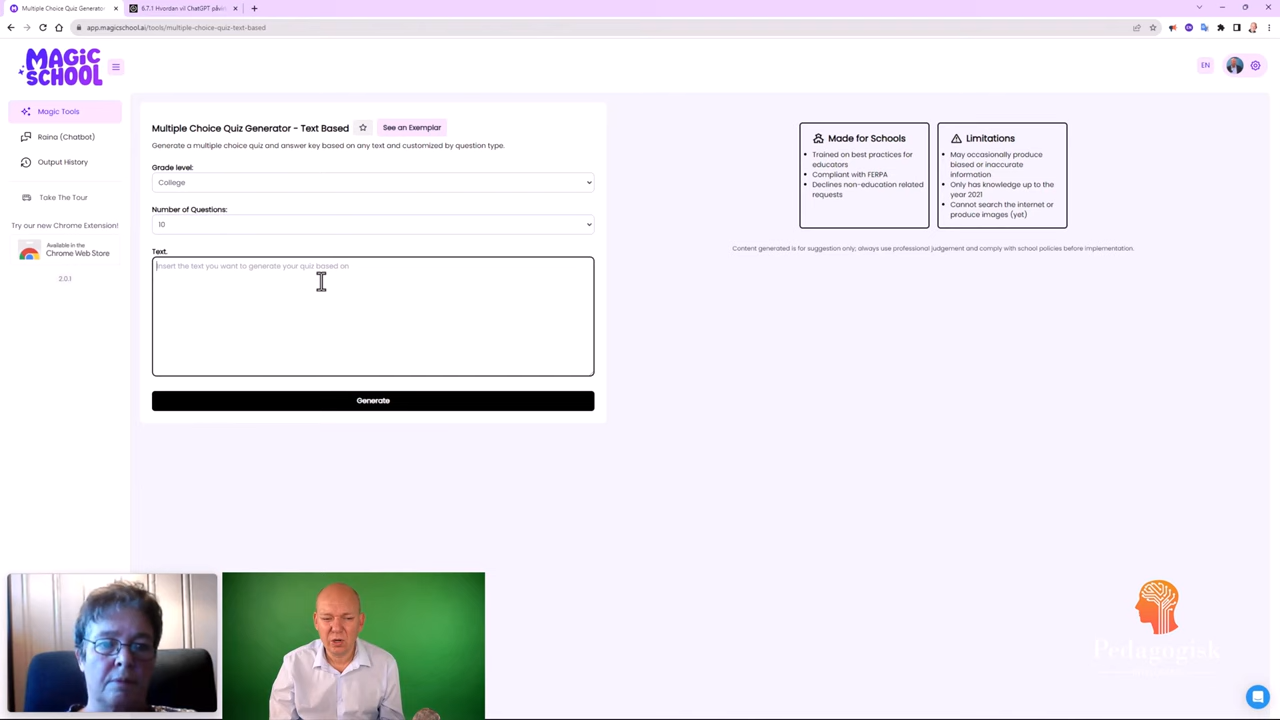 Multiple Choice Quiz Generator
6.7.1 Hvordan vil ChatGPT påvi
app.magicschool.ai/tools/multiple-choice-quiz-text-based
MAGIC
SCHOOL
EN
Magic Tools
Raina (Chatbot)
Output History
Take The Tour
Try our new Chrome Extension!
Available in the
Chrome Web Store
2.0.1
Multiple Choice Quiz Generator - Text Based
See an Exemplar
Generate a multiple choice quiz and answer key based on any text and customized by question type.
Grade level:
College
Number of Questions:
10
Text:
Insert the text you want to generate your quiz based on
Generate
Made for Schools
Trained on best practices for
educators
Compliant with FERPA
Declines non-education related
requests
Limitations
May occasionally produce
biased or inaccurate
information
Only has knowledge up to the
year 2021
Cannot search the internet or
produce images (yet)
Content generated is for suggestion only; always use professional judgement and comply with school policies before implementation.
Pedagogisk